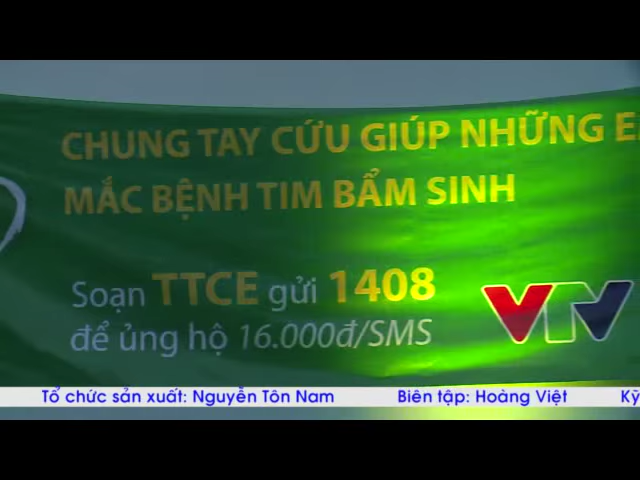 CHUNG TAY CỨU GIÚP NHỮNG E
MẮC BỆNH TIM BẨM SINH
Soạn TTCE gửi 1408
để ủng hộ 16.000đ/SMS
VTV
Tổ chức sản xuất: Nguyễn Tôn Nam Biên tập: Hoàng Việt Kỹ